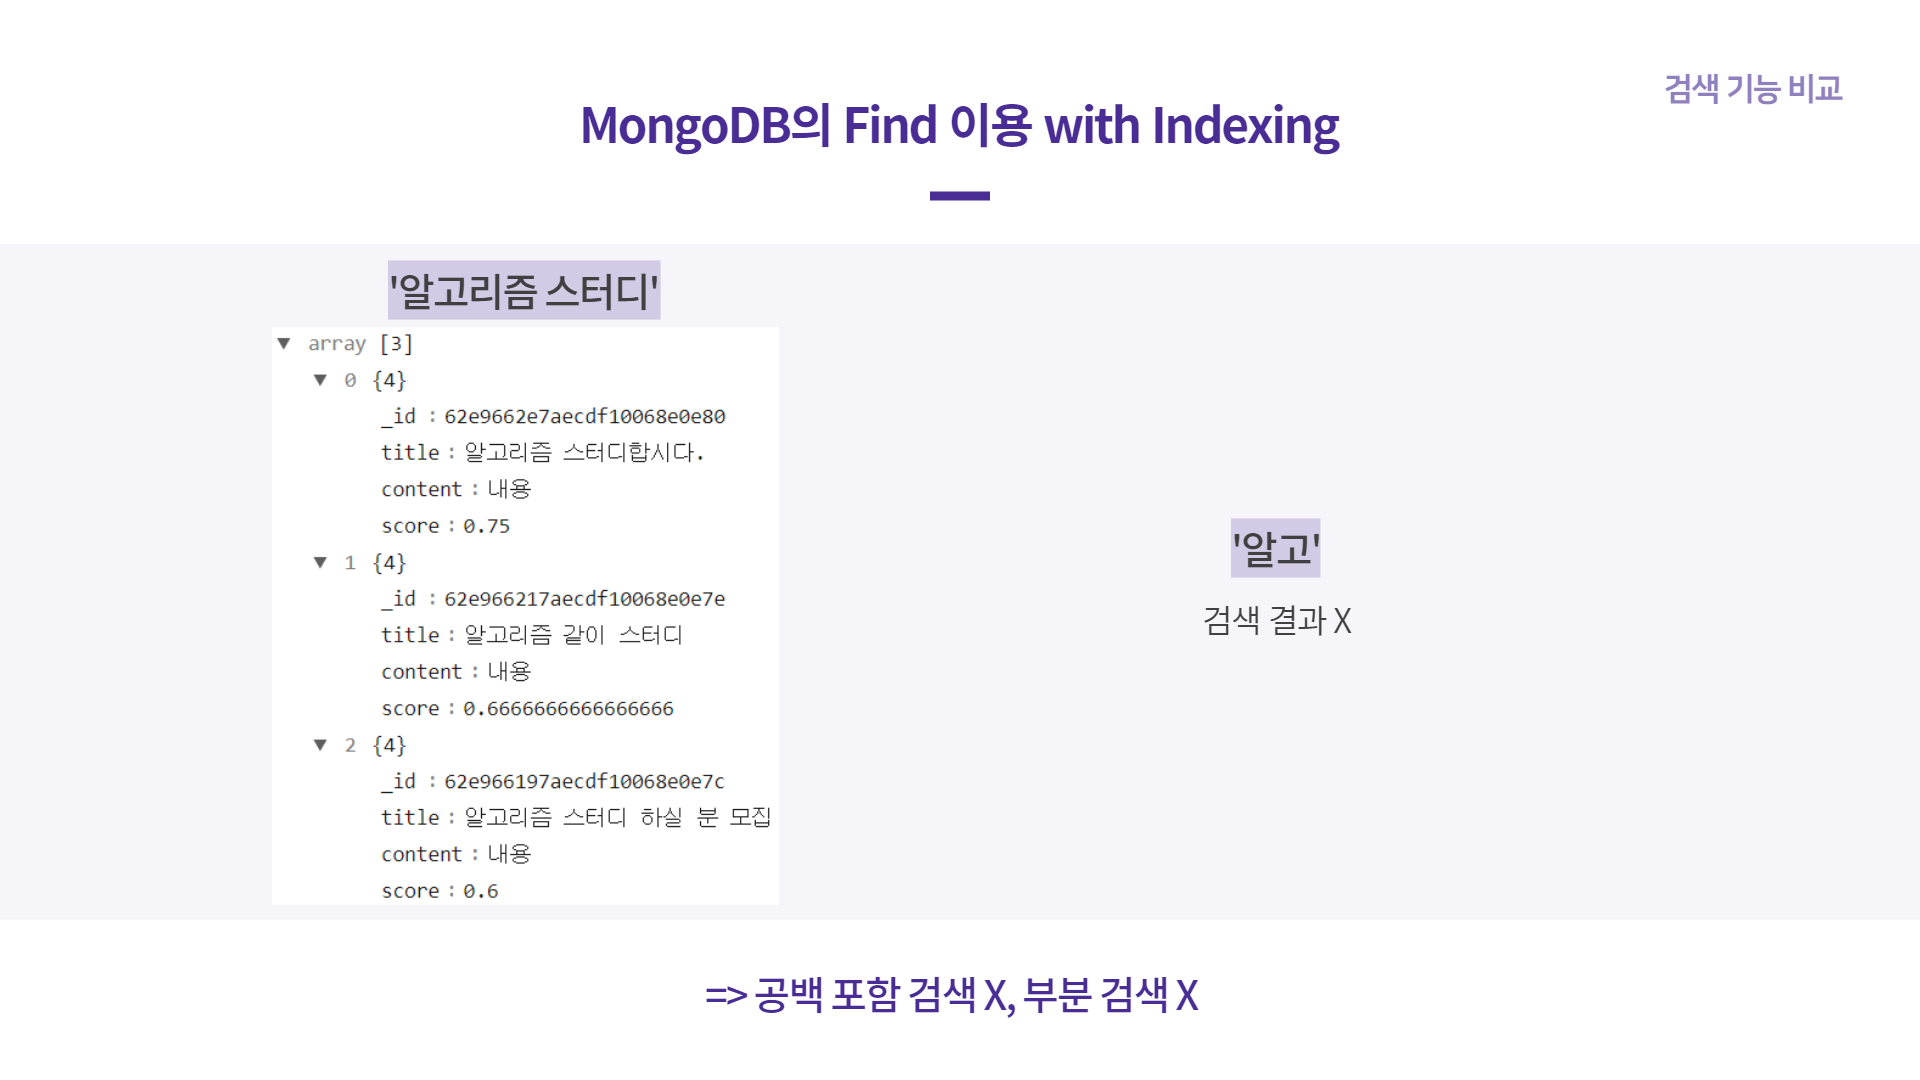 검색 기능 비교
MongoDB의 Find 이용 with Indexing
'알고리즘 스터디'
▼ array [3]
▼ 0 {4}
_id : 62e9662e7aecdf10068e0e80
title : 알고리즘 스터디합시다.
content : 내용
score : 0.75
▼ 1 {4}
_id : 62e966217aecdf10068e0e7e
title : 알고리즘 같이 스터디
content : 내용
score : 0.6666666666666666
▼ 2 {4}
_id : 62e966197aecdf10068e0e7c
title : 알고리즘 스터디 하실 분 모집
content : 내용
score : 0.6
'알고'
검색 결과 X
=> 공백 포함 검색 X, 부분 검색 X